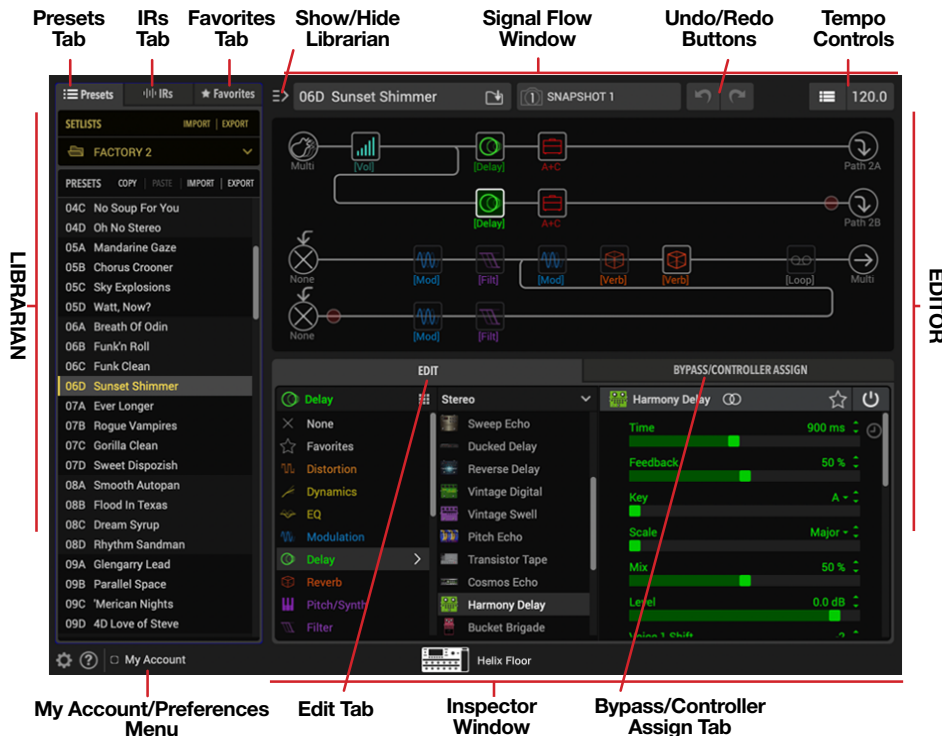 Presets Tab
IRs Tab
Favorites Tab
Show/Hide Librarian
Signal Flow Window
Undo/Redo Buttons
Tempo Controls
LIBRARIAN
EDITOR
Presets
IRs
Favorites
SETLISTS
IMPORT | EXPORT
FACTORY 2
PRESETS COPY | PASTE | IMPORT | EXPORT
04C No Soup For You
04D Oh No Stereo
05A Mandarine Gaze
05B Chorus Crooner
05C Sky Explosions
05D Watt, Now?
06A Breath Of Odin
06B Funk'n Roll
06C Funk Clean
06D Sunset Shimmer
07A Ever Longer
07B Rogue Vampires
07C Gorilla Clean
07D Sweet Dispozish
08A Smooth Autopan
08B Flood In Texas
08C Dream Syrup
08D Rhythm Sandman
09A Glengarry Lead
09B Parallel Space
09C 'Merican Nights
09D 4D Love of Steve
My Account
06D Sunset Shimmer
1 SNAPSHOT 1
120.0
Multi [Vol] [Delay] A+C Path 2A
[Delay] A+C Path 2B
None [Mod] [Filt] [Mod] [Verb] [Verb] [Loop] Multi
None [Mod] [Filt]
EDIT
BYPASS/CONTROLLER ASSIGN
Delay
None
Favorites
Distortion
Dynamics
EQ
Modulation
Delay
Reverb
Pitch/Synth
Filter
Stereo
Sweep Echo
Ducked Delay
Reverse Delay
Vintage Digital
Vintage Swell
Pitch Echo
Transistor Tape
Cosmos Echo
Harmony Delay
Bucket Brigade
Harmony Delay
Time 900 ms
Feedback 50 %
Key A
Scale Major
Mix 50 %
Level 0.0 dB
Voice 1 Shift -2
Helix Floor
My Account/Preferences Menu
Edit Tab
Inspector Window
Bypass/Controller Assign Tab